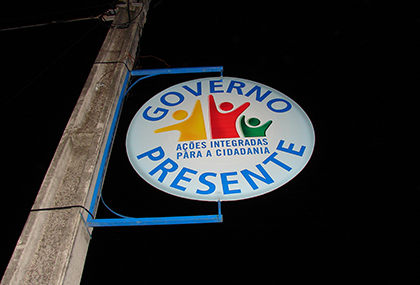 GOVERNO
AÇÕES INTEGRADAS
PARA A CIDADANIA
PRESENTE